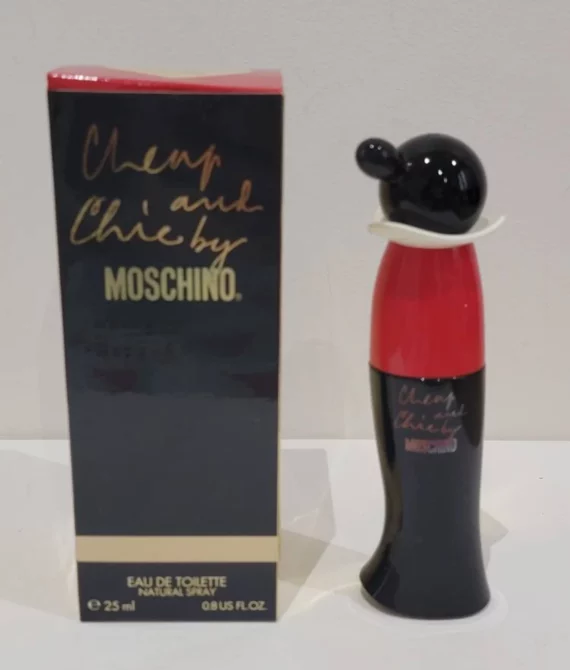 Cheap
and
Chic by
MOSCHINO®
EAU DE TOILETTE
NATURAL SPRAY
℮ 25 ml 0.8 US FL.OZ.
Cheap
and
Chic by
MOSCHINO